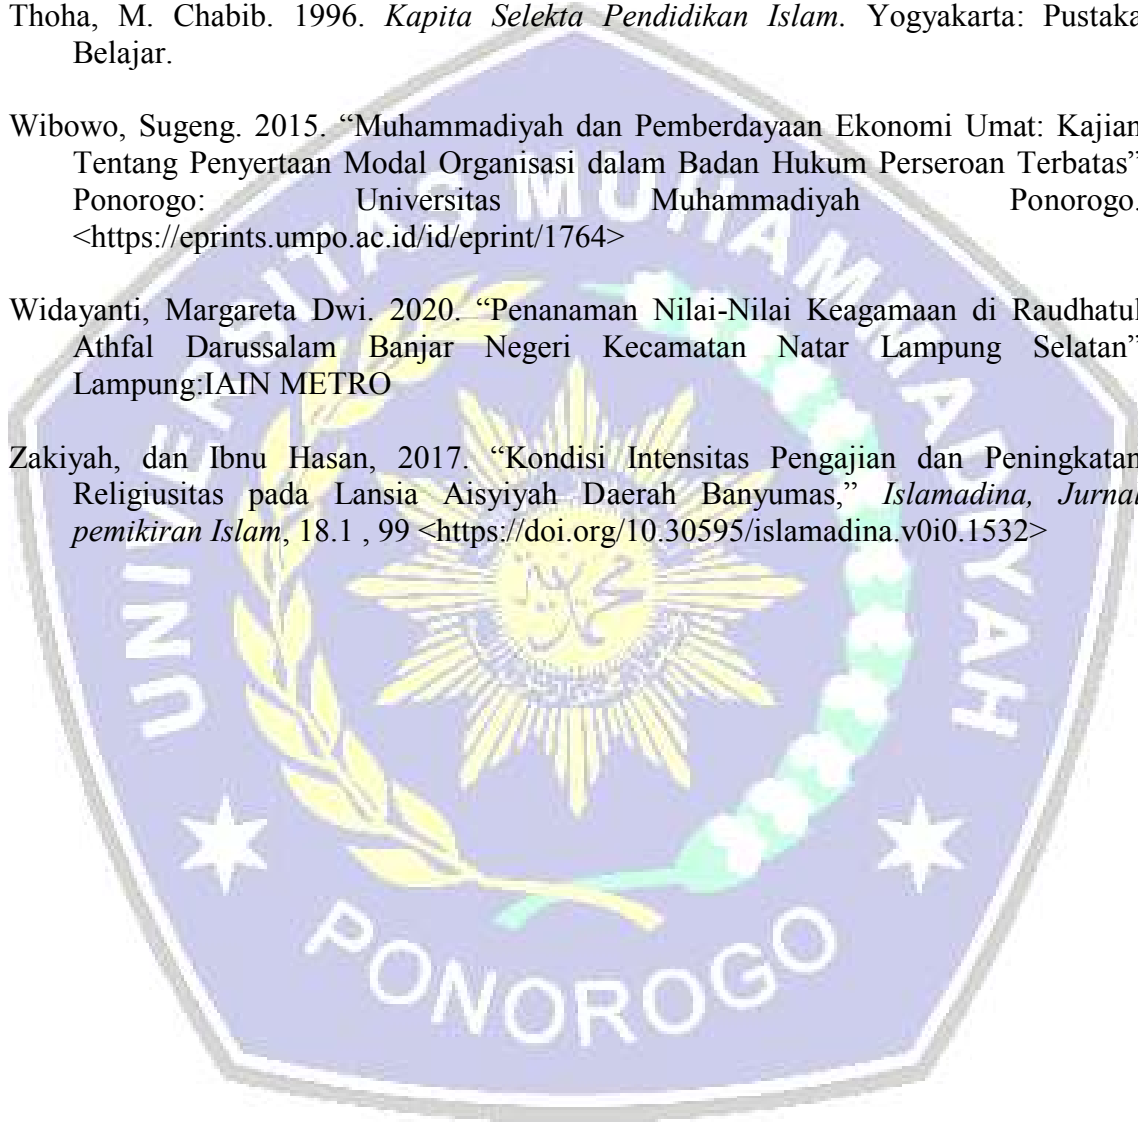 Thoha, M. Chabib. 1996. Kapita Selekta Pendidikan Islam. Yogyakarta: Pustaka
Belajar.
Wibowo, Sugeng. 2015. “Muhammadiyah dan Pemberdayaan Ekonomi Umat: Kajian
Tentang Penyertaan Modal Organisasi dalam Badan Hukum Perseroan Terbatas”
Ponorogo: Universitas Muhammadiyah Ponorogo.
<https://eprints.umpo.ac.id/id/eprint/1764>
Widayanti, Margareta Dwi. 2020. “Penanaman Nilai-Nilai Keagamaan di Raudhatul
Athfal Darussalam Banjar Negeri Kecamatan Natar Lampung Selatan”
Lampung:IAIN METRO
Zakiyah, dan Ibnu Hasan, 2017. “Kondisi Intensitas Pengajian dan Peningkatan
Religiusitas pada Lansia Aisyiyah Daerah Banyumas,” Islamadina, Jurnal
pemikiran Islam, 18.1 , 99 <https://doi.org/10.30595/islamadina.v0i0.1532>
UNIVERSITAS MUHAMMADIYAH
PONOROGO